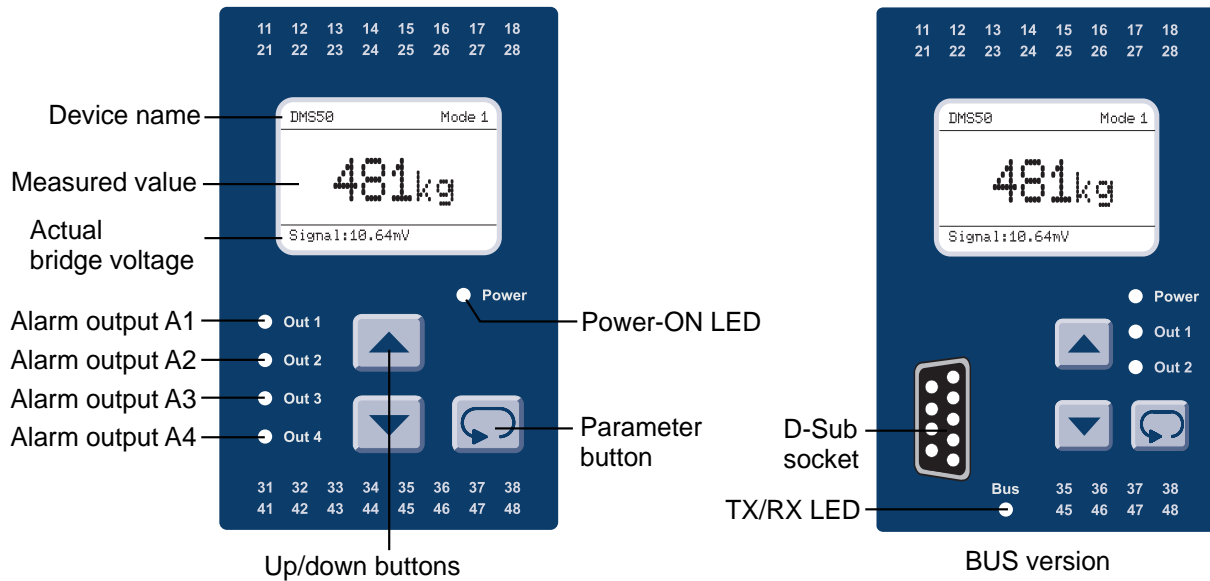 11 12 13 14 15 16 17 18
21 22 23 24 25 26 27 28
Device name
DMS50 Mode 1
Measured value
481kg
Actual
bridge voltage
Signal:10.64mV
Power
Power-ON LED
Alarm output A1
Out 1
Alarm output A2
Out 2
Alarm output A3
Out 3
Alarm output A4
Out 4
Parameter
button
31 32 33 34 35 36 37 38
41 42 43 44 45 46 47 48
Up/down buttons
11 12 13 14 15 16 17 18
21 22 23 24 25 26 27 28
DMS50 Mode 1
481kg
Signal:10.64mV
Power
Out 1
Out 2
D-Sub
socket
Bus 35 36 37 38
45 46 47 48
TX/RX LED
BUS version